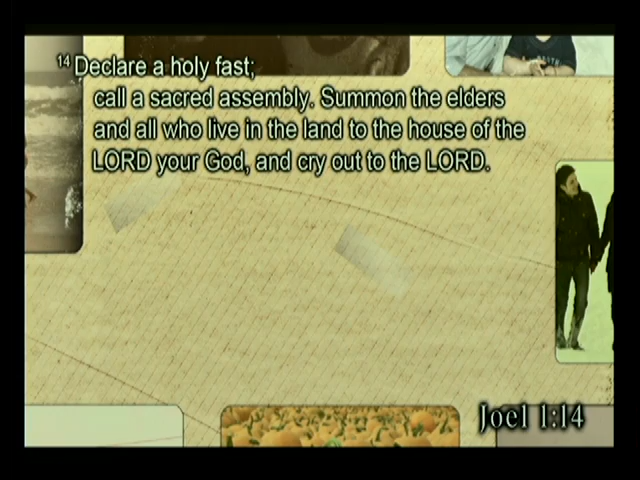 14 Declare a holy fast;
call a sacred assembly. Summon the elders
and all who live in the land to the house of the
LORD your God, and cry out to the LORD.
Joel 1:14